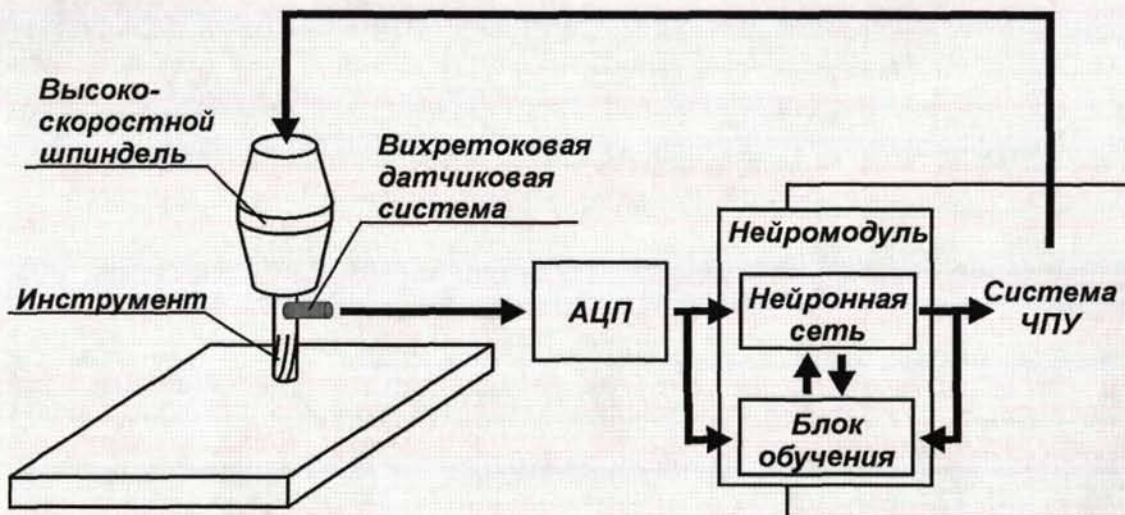 Высоко-
скоростной
шпиндель
Вихретоковая
датчиковая
система
Инструмент
АЦП
Нейромодуль
Нейронная
сеть
Блок
обучения
Система
ЧПУ